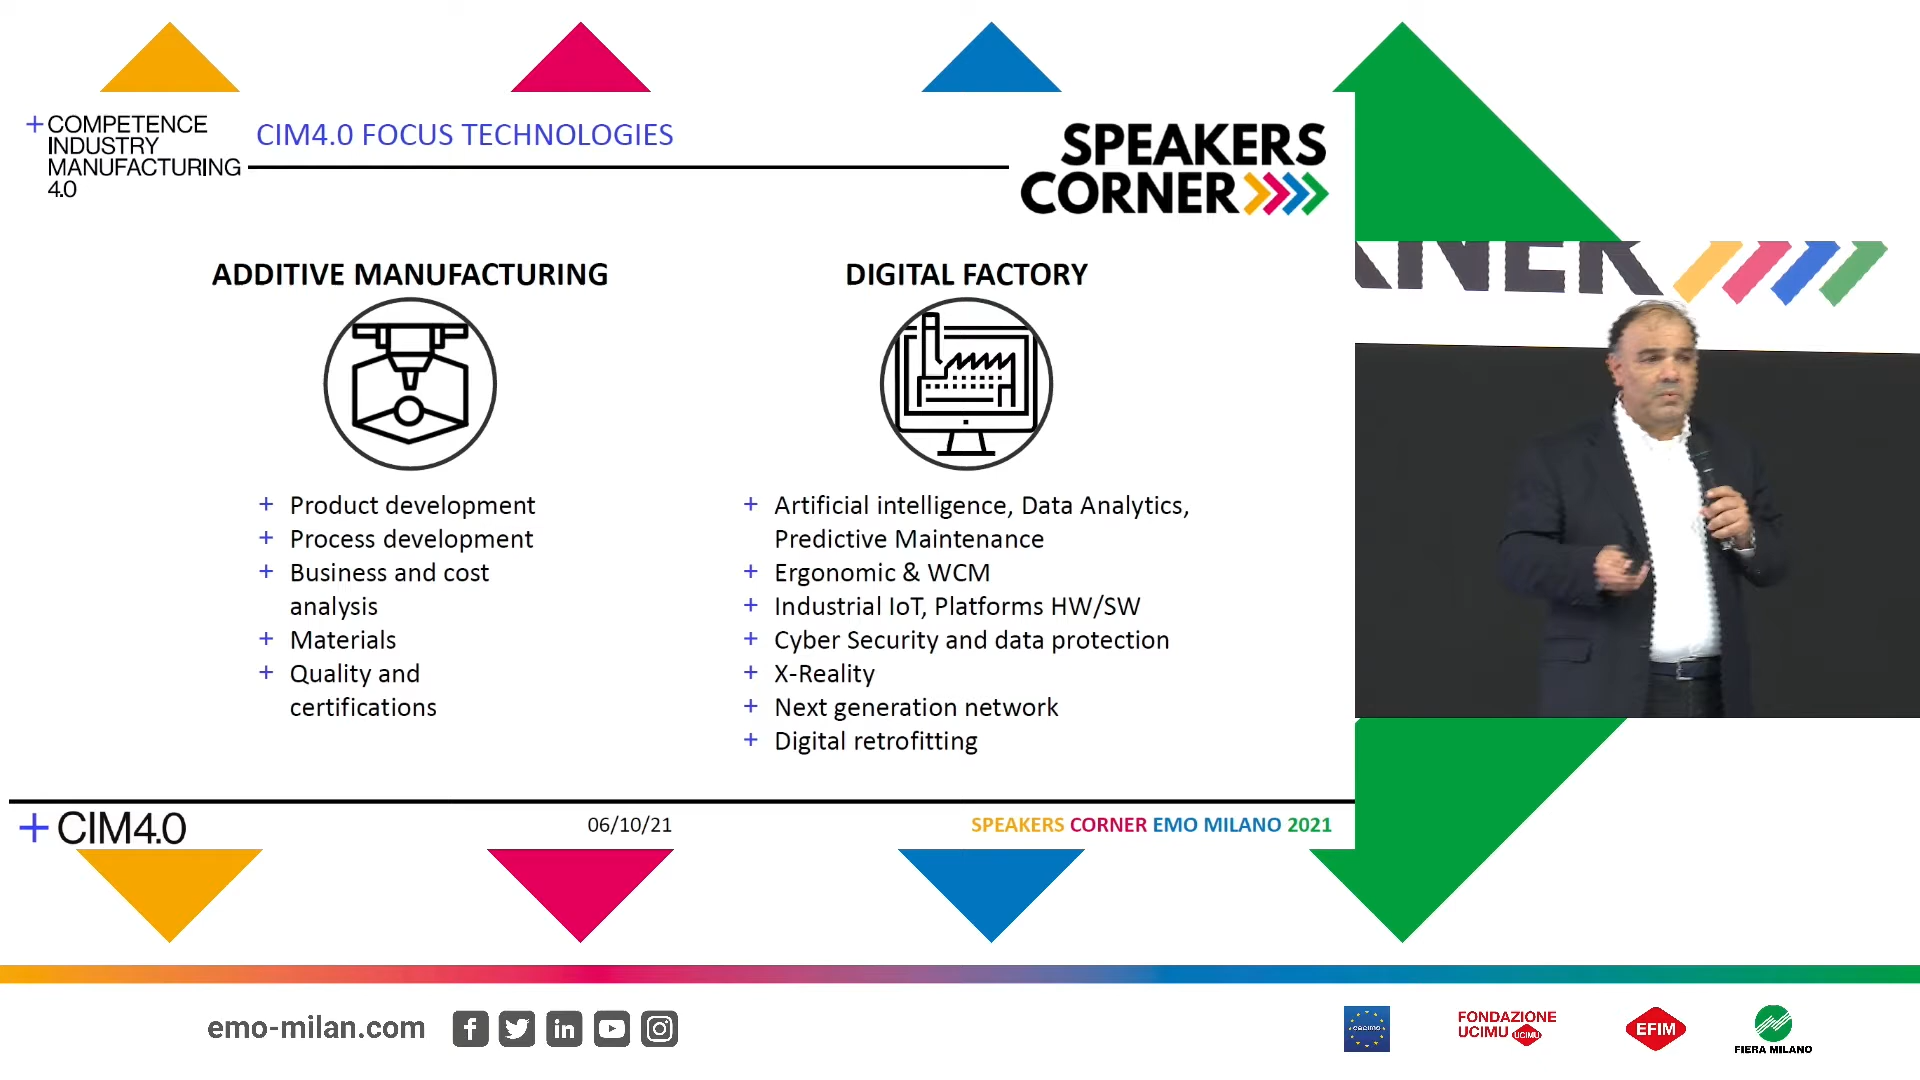 +COMPETENCE
INDUSTRY
MANUFACTURING
4.0
CIM4.0 FOCUS TECHNOLOGIES
SPEAKERS
CORNER
ADDITIVE MANUFACTURING
+ Product development
+ Process development
+ Business and cost
analysis
+ Materials
+ Quality and
certifications
DIGITAL FACTORY
+ Artificial intelligence, Data Analytics,
Predictive Maintenance
+ Ergonomic & WCM
+ Industrial IoT, Platforms HW/SW
+ Cyber Security and data protection
+ X-Reality
+ Next generation network
+ Digital retrofitting
RNER
+CIM4.0
06/10/21
SPEAKERS CORNER EMO MILANO 2021
emo-milan.com
cecimo
FONDAZIONE
UCIMU
UCIMU
EFIM
FIERA MILANO